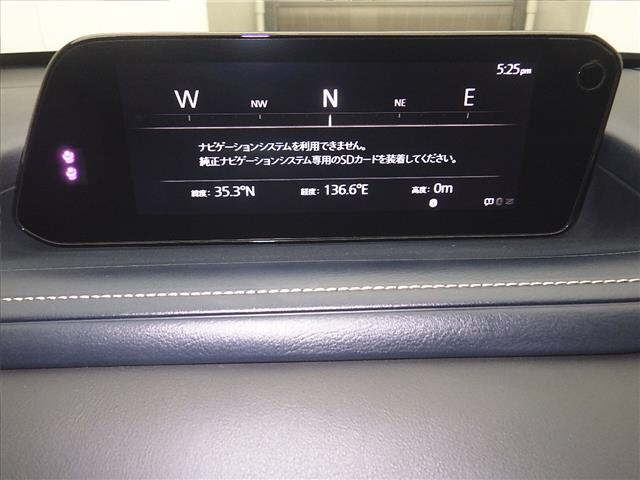 5:25pm
W NW N NE E
ナビゲーションシステムを利用できません。
純正ナビゲーションシステム専用のSDカードを装着してください。
緯度: 35.3°N 経度: 136.6°E 高度: 0m